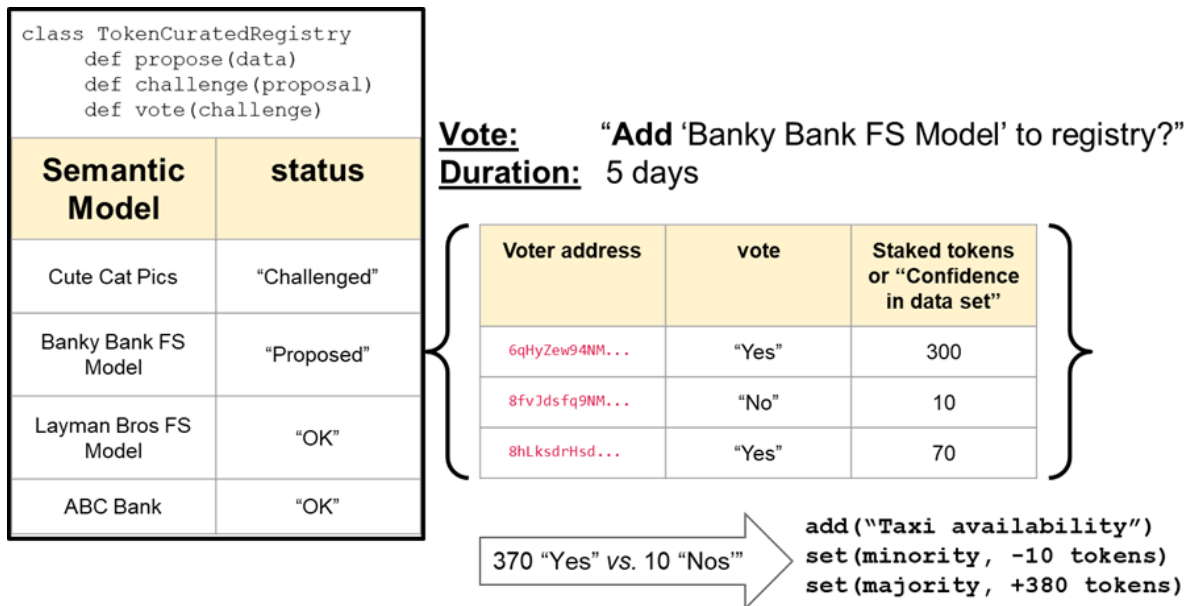 class TokenCuratedRegistry
def propose(data)
def challenge(proposal)
def vote(challenge)
Semantic Model
status
Cute Cat Pics
“Challenged”
Banky Bank FS Model
“Proposed”
Layman Bros FS Model
“OK”
ABC Bank
“OK”
Vote: “Add ‘Banky Bank FS Model’ to registry?”
Duration: 5 days
Voter address
vote
Staked tokens
or “Confidence
in data set”
6qHyZew94NM...
“Yes”
300
8fvJdsfq9NM...
“No”
10
8hLksdrHsd...
“Yes”
70
370 “Yes” vs. 10 “Nos’”
add(“Taxi availability”)
set(minority, -10 tokens)
set(majority, +380 tokens)